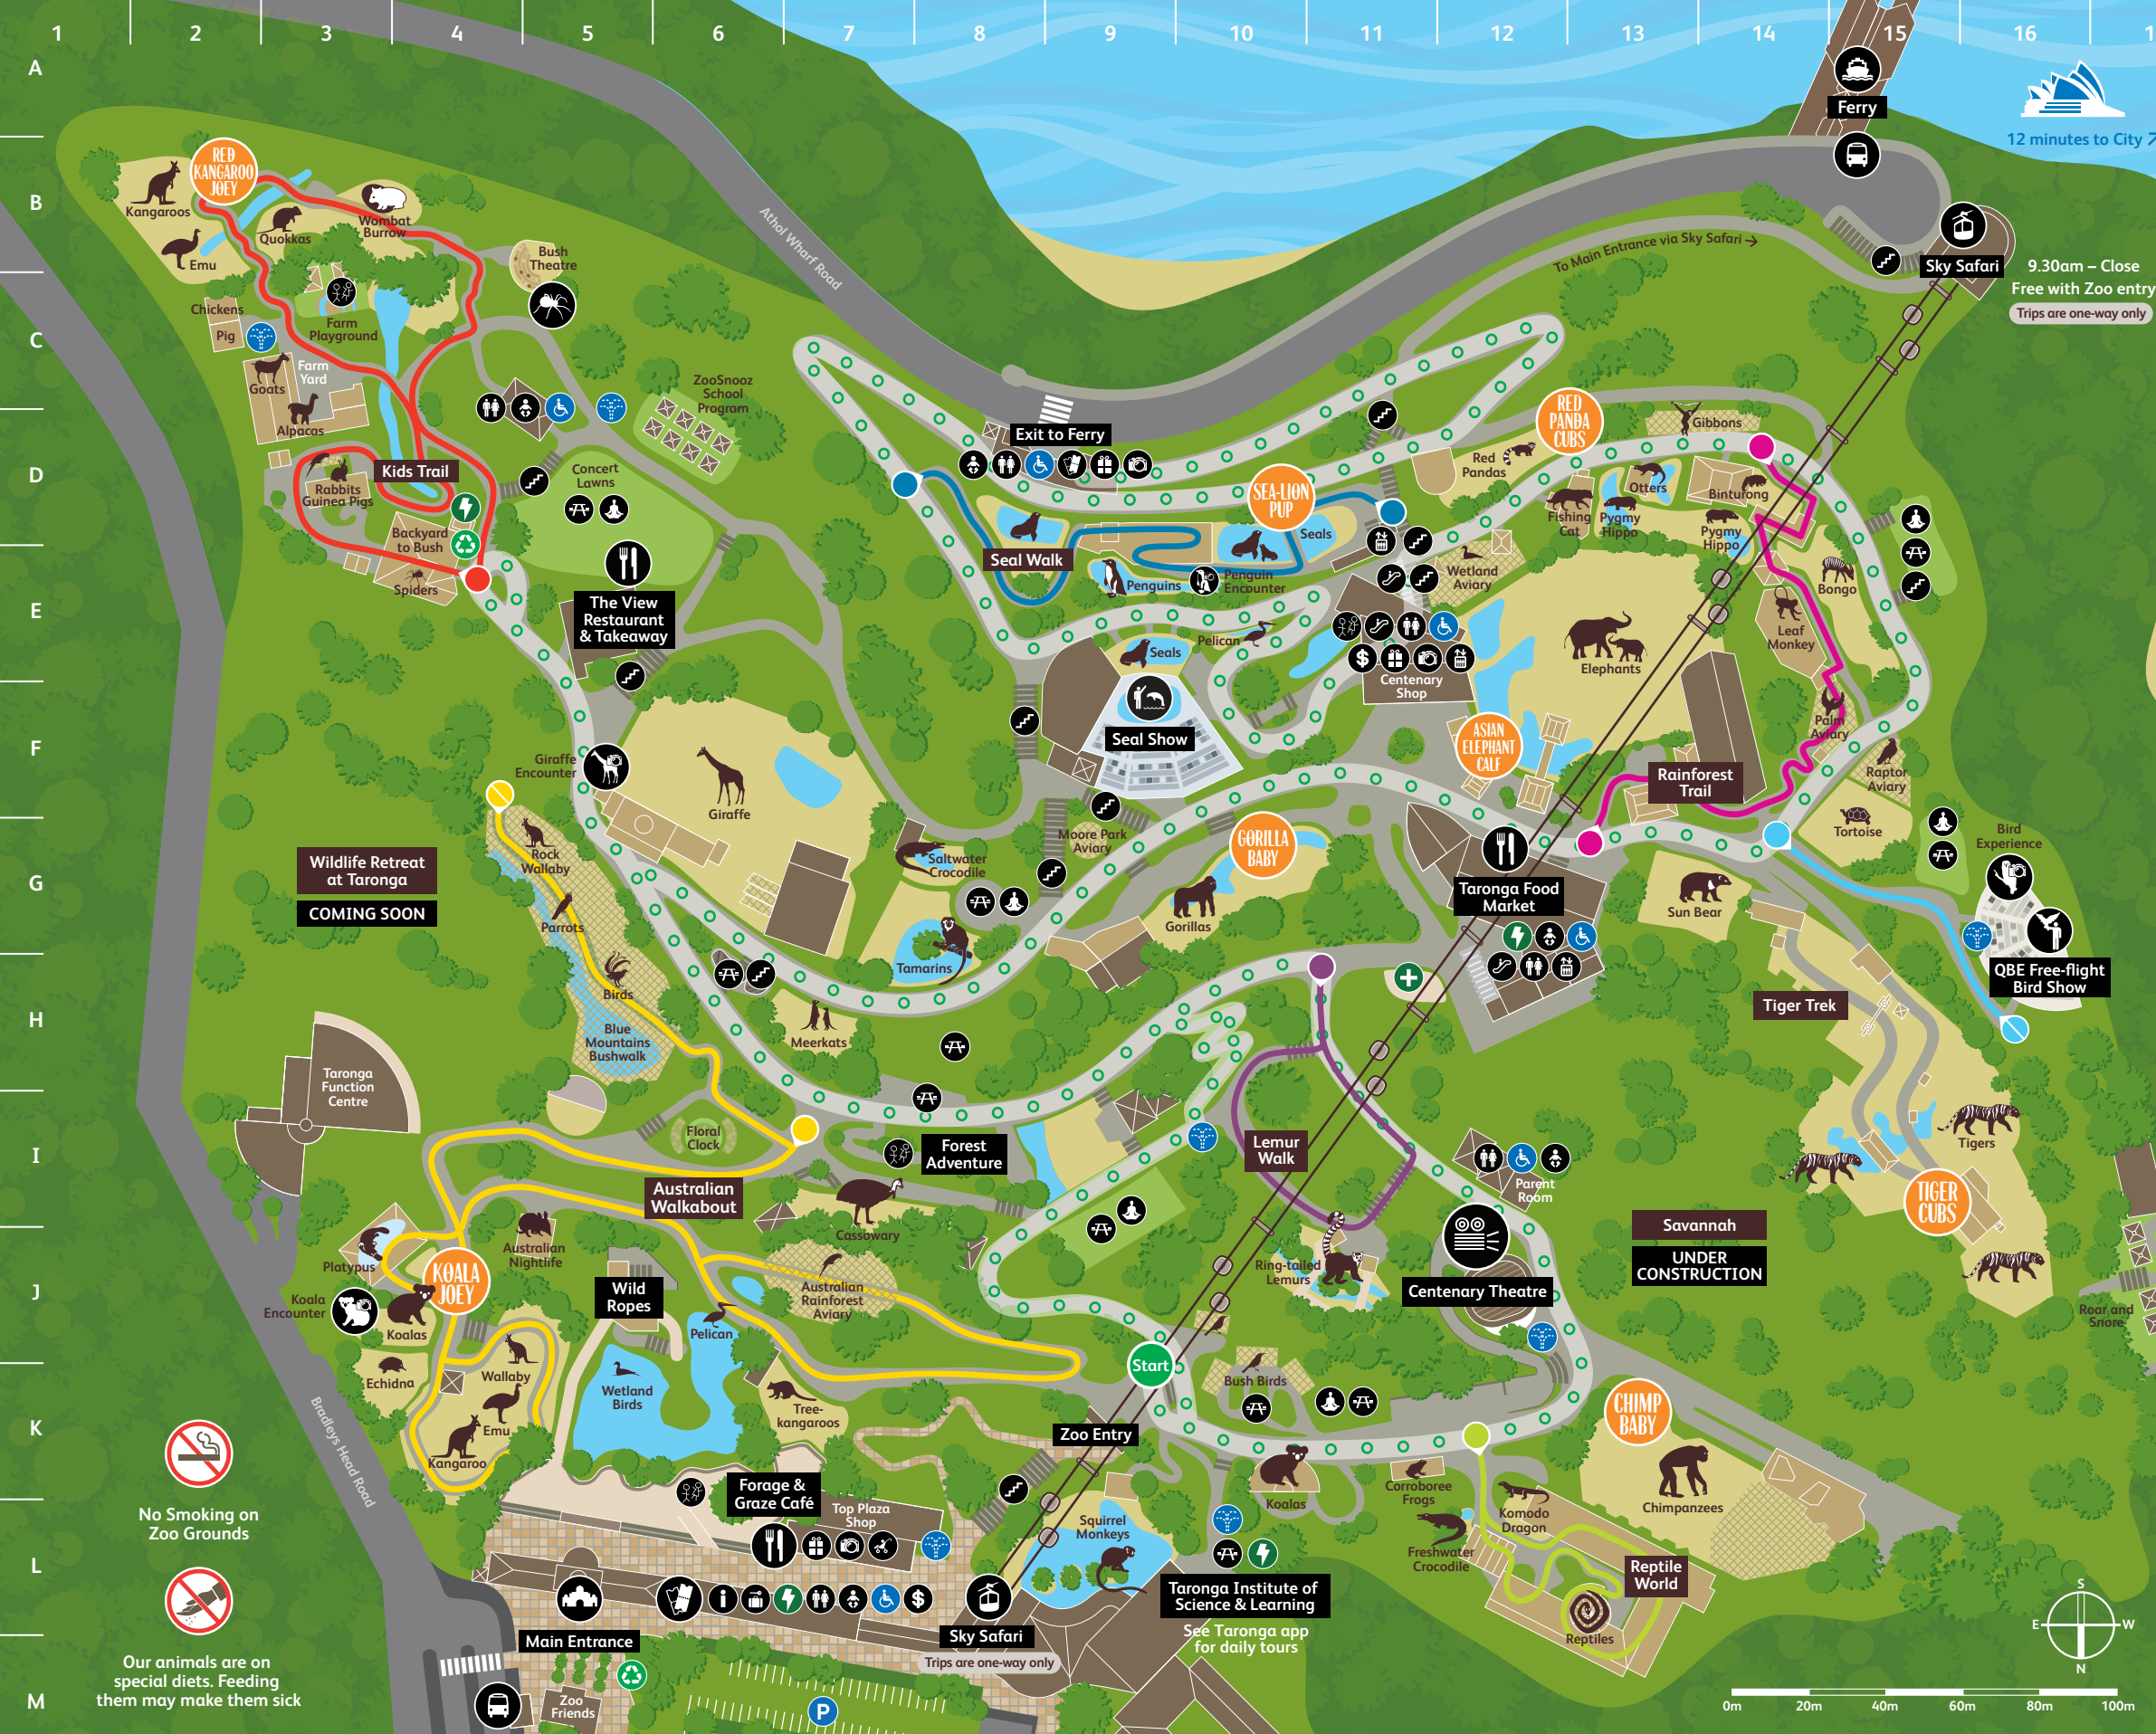 1 2 3 4 5 6 7 8 9 10 11 12 13 14 15 16
A
B
C
D
E
F
G
H
I
J
K
L
M
Ferry
12 minutes to City
Sky Safari
9.30am – Close
Free with Zoo entry
Trips are one-way only
To Main Entrance via Sky Safari
Athol Wharf Road
RED
KANGAROO
JOEY
Kangaroos
Emu
Quokkas
Wombat
Burrow
Bush
Theatre
Chickens
Pig
Farm
Playground
Farm
Yard
Goats
Alpacas
Kids Trail
Rabbits
Guinea Pigs
Backyard
to Bush
Spiders
ZooSnooz
School
Program
Concert
Lawns
The View
Restaurant
& Takeaway
Exit to Ferry
SEA-LION
PUP
Seals
Seal Walk
Penguins
Penguin
Encounter
Pelican
Seals
Seal Show
RED
PANDA
CUBS
Red
Pandas
Gibbons
Otters
Binturong
Fishing
Cat
Pygmy
Hippo
Pygmy
Hippo
Wetland
Aviary
Bongo
Leaf
Monkey
Elephants
Centenary
Shop
$
ASIAN
ELEPHANT
CALF
Palm
Aviary
Raptor
Aviary
Rainforest
Trail
Tortoise
Giraffe
Encounter
Giraffe
Rock
Wallaby
Parrots
Birds
Blue
Mountains
Bushwalk
Wildlife Retreat
at Taronga
COMING SOON
Saltwater
Crocodile
Moore Park
Aviary
Tamarins
GORILLA
BABY
Gorillas
Meerkats
Taronga Food
Market
Sun Bear
Bird
Experience
QBE Free-flight
Bird Show
Tiger Trek
Tigers
TIGER
CUBS
Taronga
Function
Centre
Floral
Clock
Forest
Adventure
Australian
Walkabout
Cassowary
Lemur
Walk
Parent
Room
Savannah
UNDER
CONSTRUCTION
Platypus
KOALA
JOEY
Koala
Encounter
Koalas
Australian
Nightlife
Wild
Ropes
Pelican
Australian
Rainforest
Aviary
Ring-tailed
Lemurs
Centenary Theatre
Roar and
Snore
Echidna
Wallaby
Emu
Kangaroo
Wetland
Birds
Tree-
kangaroos
Start
Bush Birds
Zoo Entry
CHIMP
BABY
Chimpanzees
Bradleys Head Road
No Smoking on
Zoo Grounds
Forage &
Graze Café
Top Plaza
Shop
Squirrel
Monkeys
Koalas
Corroboree
Frogs
Komodo
Dragon
Freshwater
Crocodile
Reptile
World
Reptiles
Taronga Institute of
Science & Learning
See Taronga app
for daily tours
Our animals are on
special diets. Feeding
them may make them sick
i
$
Main Entrance
Sky Safari
Trips are one-way only
Zoo
Friends
P
S
E W
N
0m 20m 40m 60m 80m 100m